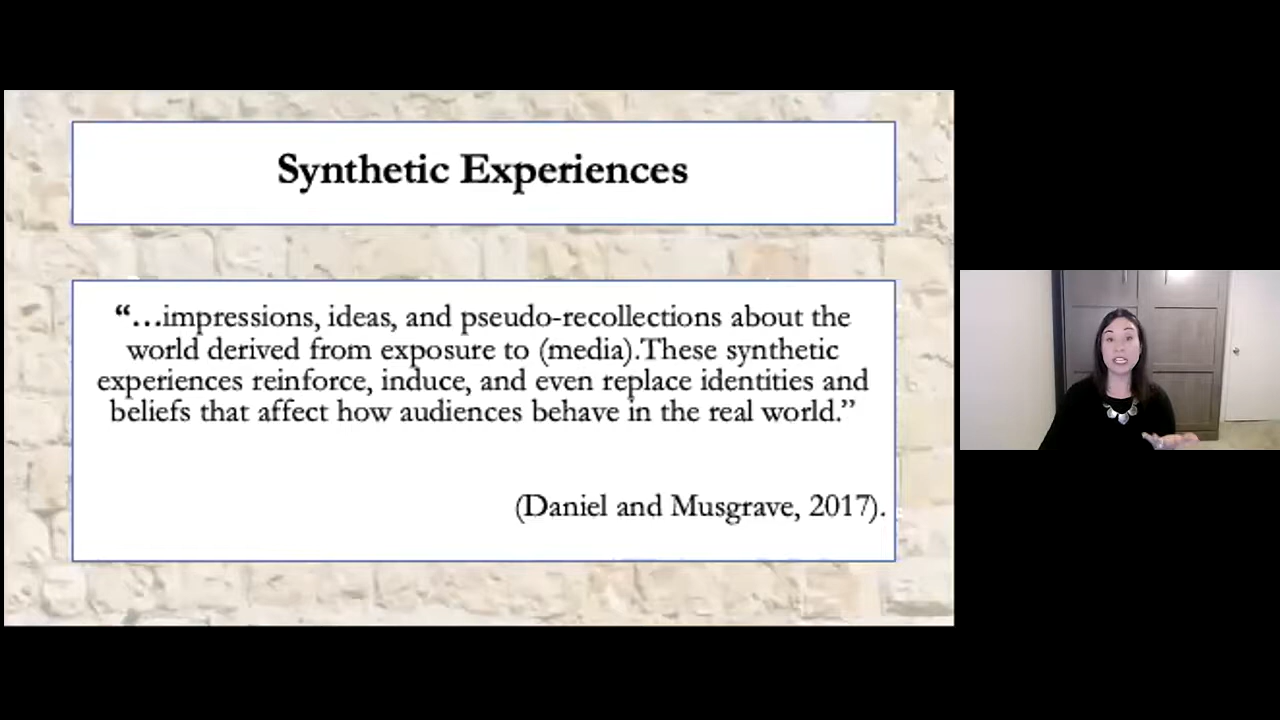 Synthetic Experiences
“…impressions, ideas, and pseudo-recollections about the
world derived from exposure to (media).These synthetic
experiences reinforce, induce, and even replace identities and
beliefs that affect how audiences behave in the real world.”
(Daniel and Musgrave, 2017).